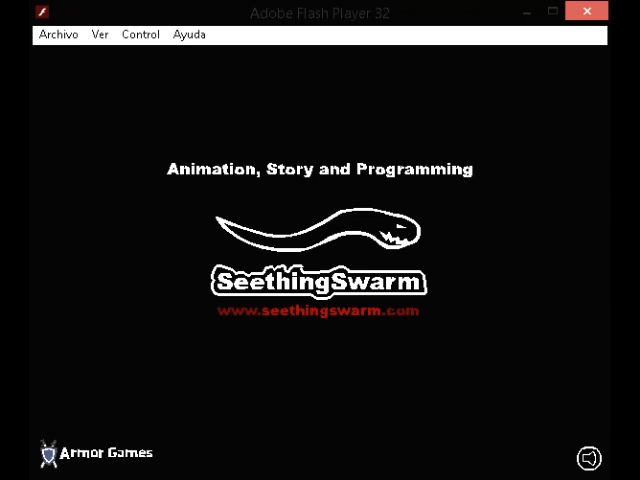 Adobe Flash Player 32
Archivo Ver Control Ayuda
Animation, Story and Programming
SeethingSwarm
www.seethingswarm.com
Armor Games